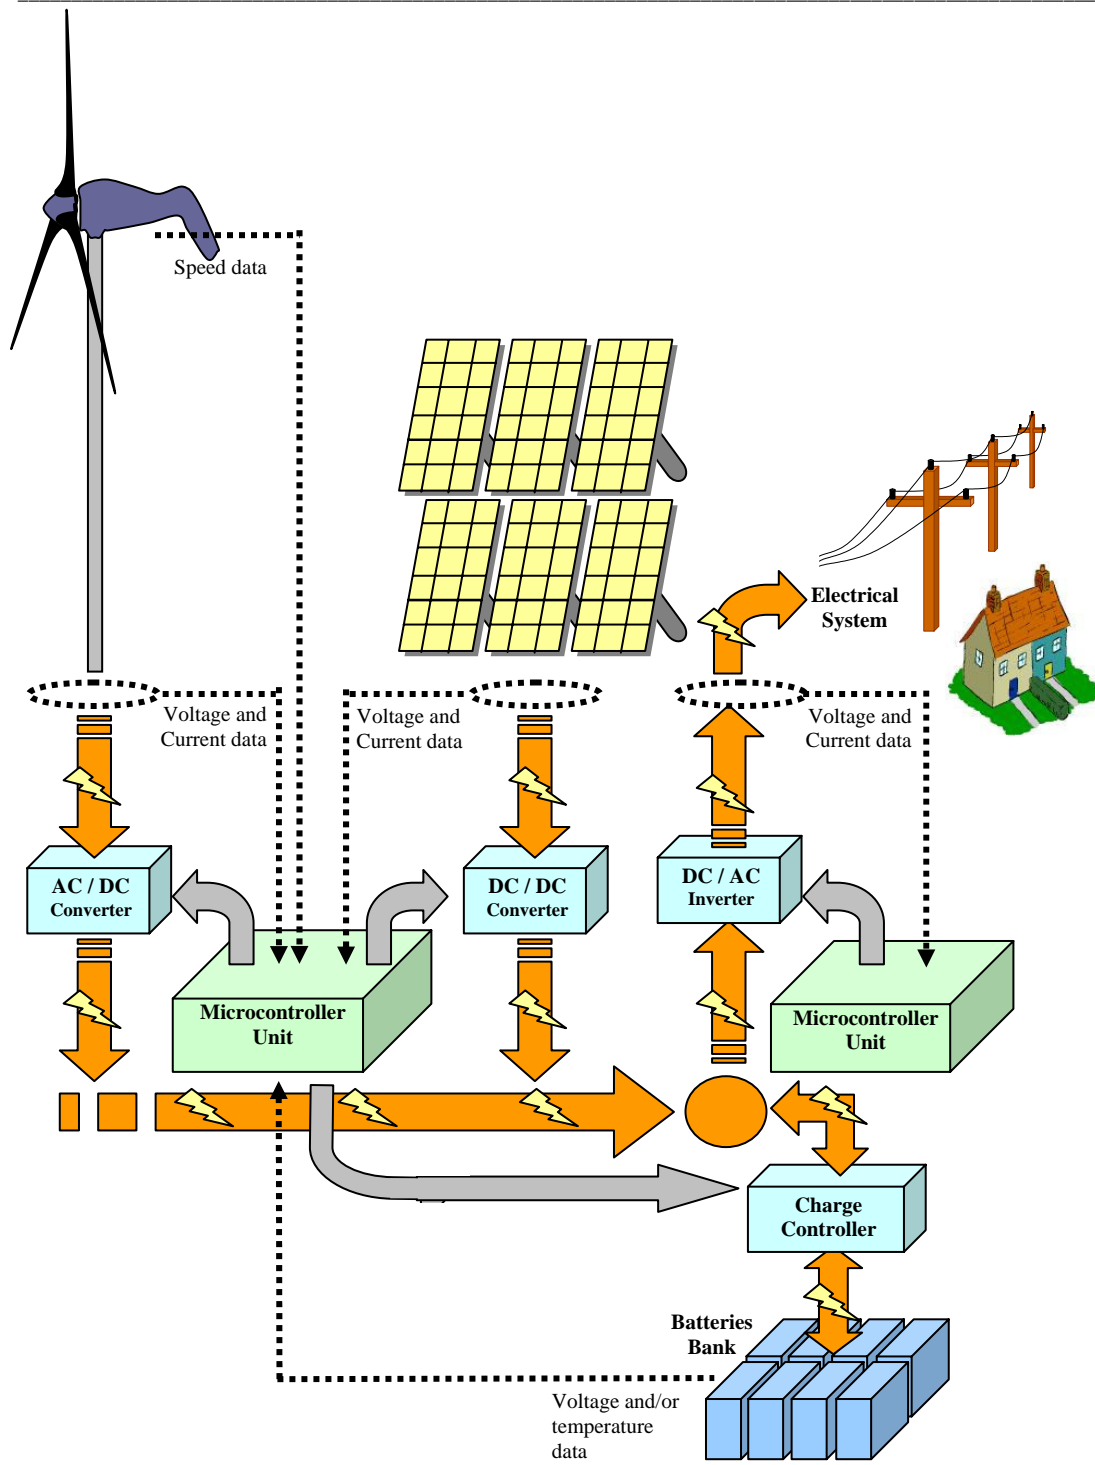 Speed data
Electrical
System
Voltage and
Current data
Voltage and
Current data
Voltage and
Current data
AC / DC
Converter
DC / DC
Converter
DC / AC
Inverter
Microcontroller
Unit
Microcontroller
Unit
Charge
Controller
Batteries
Bank
Voltage and/or
temperature
data